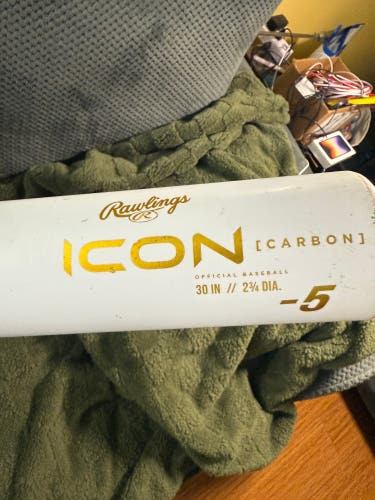 Rawlings
R
ICON [CARBON]
OFFICIAL BASEBALL
30 IN // 2¾ DIA.
-5